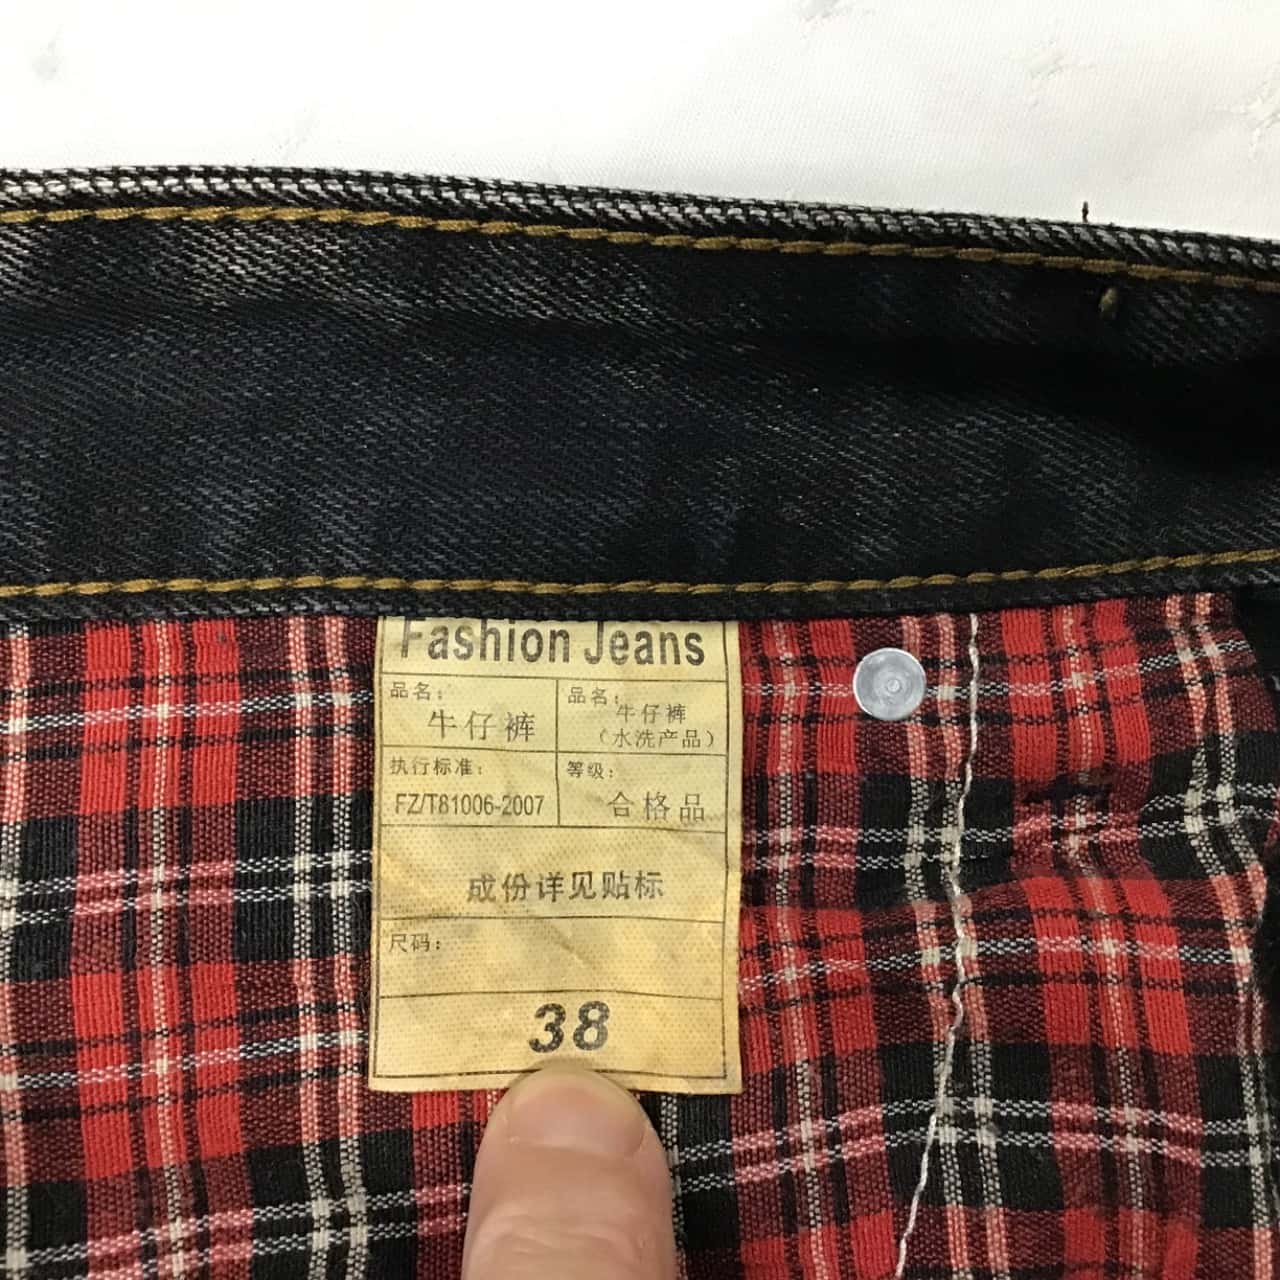 Fashion Jeans
品名：
牛仔裤
品名：
牛仔裤
（水洗产品）
执行标准：
FZ/T81006-2007
等级：
合格品
成份详见贴标
尺码：
38